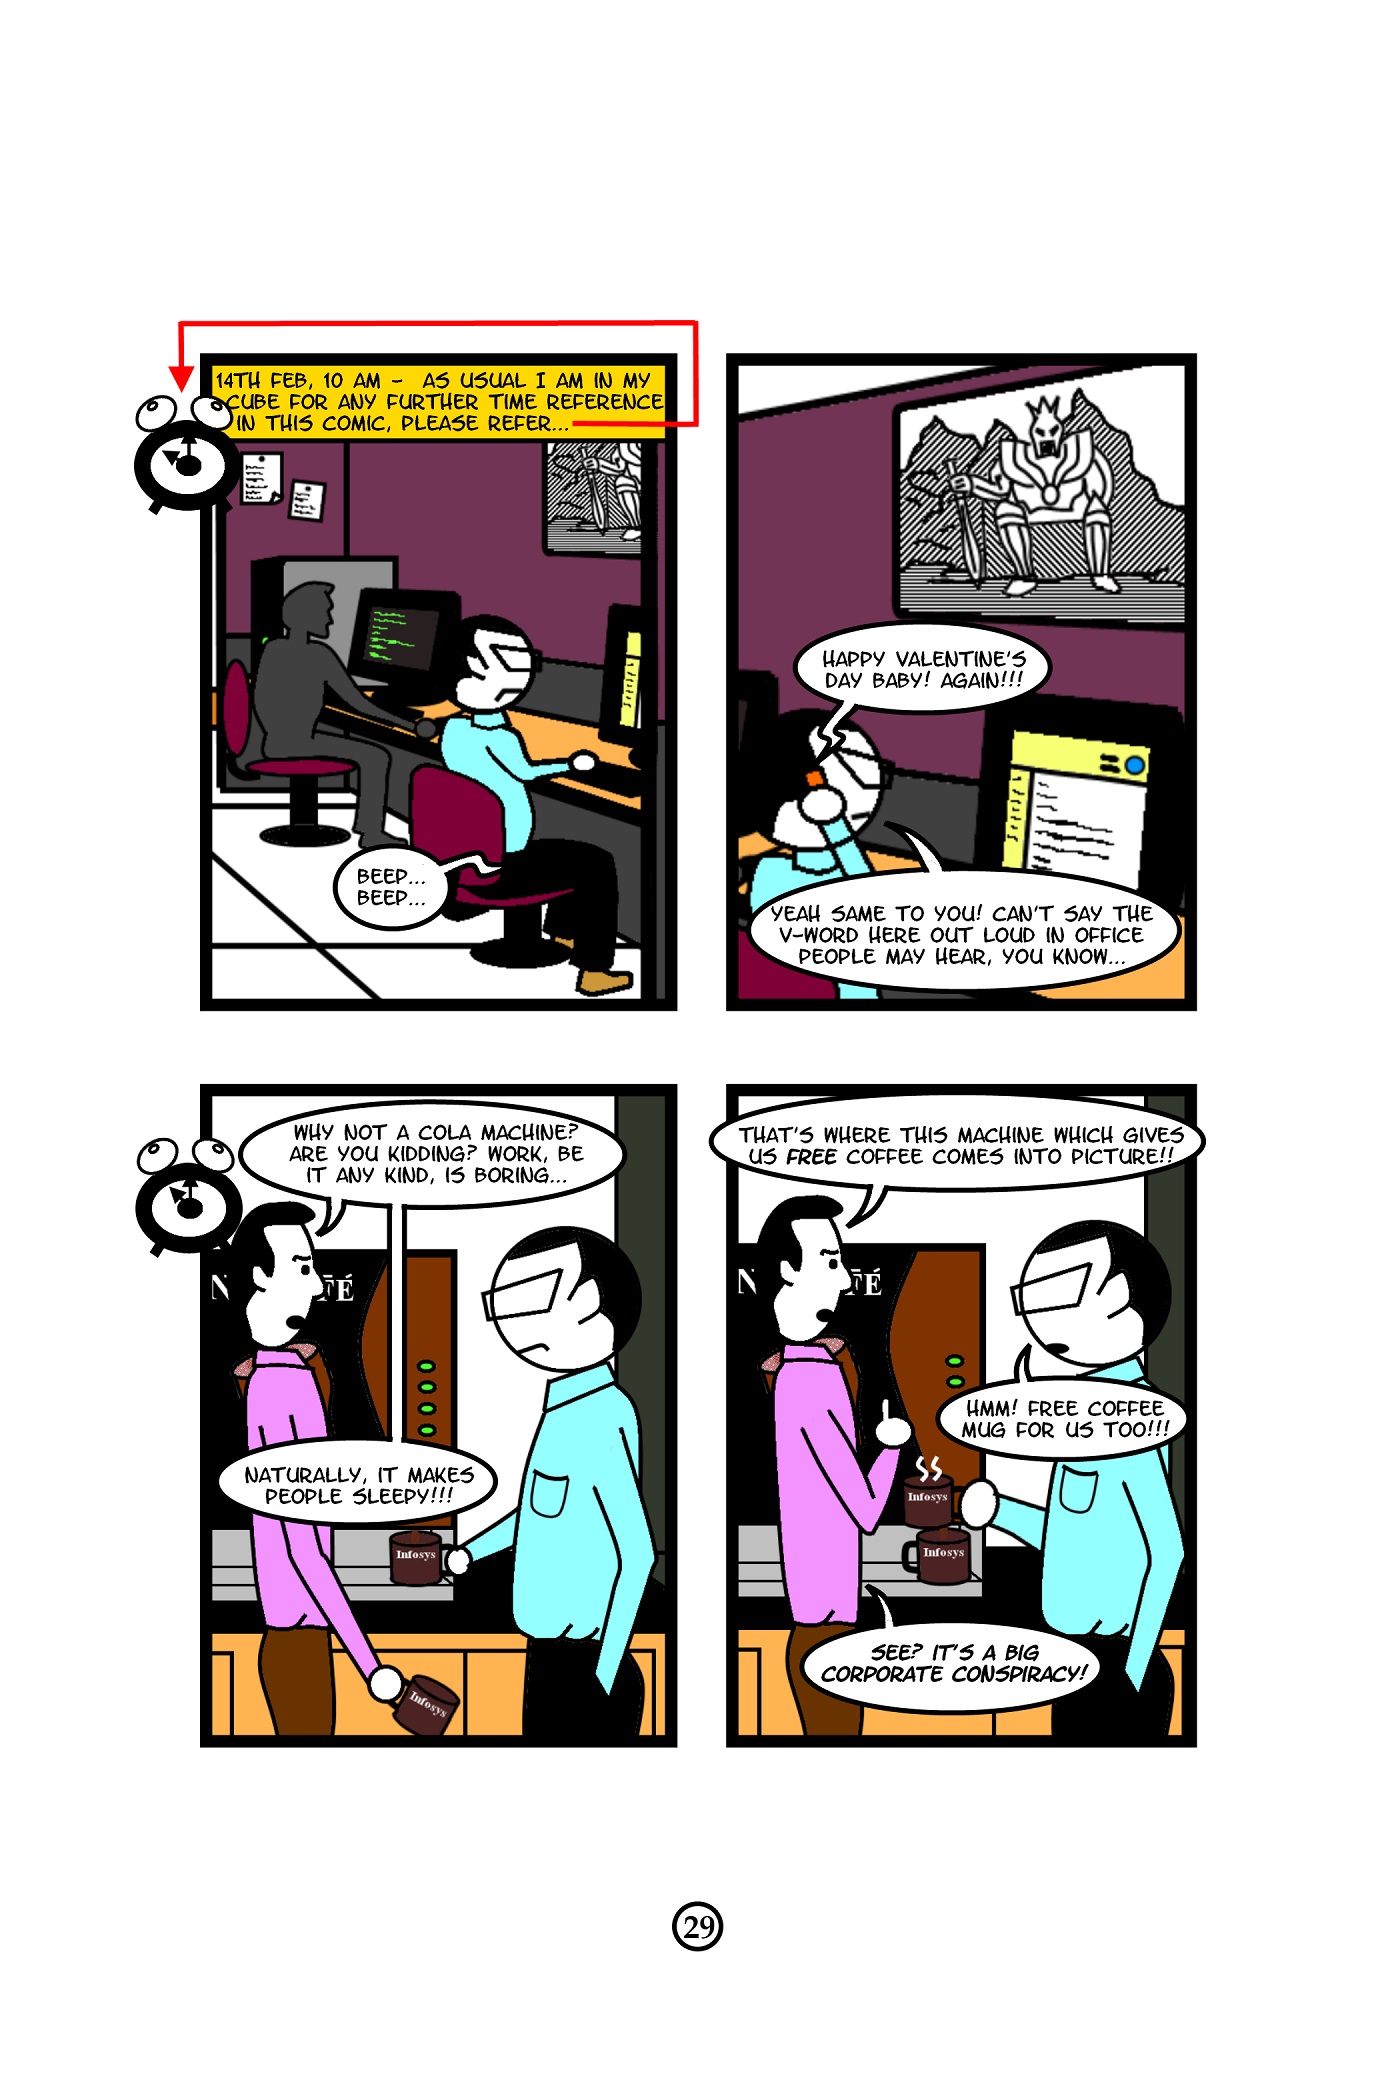 14TH FEB, 10 AM - AS USUAL I AM IN MY
CUBE FOR ANY FURTHER TIME REFERENCE
IN THIS COMIC, PLEASE REFER...
BEEP...
BEEP...
HAPPY VALENTINE'S
DAY BABY! AGAIN!!!
YEAH SAME TO YOU! CAN'T SAY THE
V-WORD HERE OUT LOUD IN OFFICE
PEOPLE MAY HEAR, YOU KNOW...
WHY NOT A COLA MACHINE?
ARE YOU KIDDING? WORK, BE
IT ANY KIND, IS BORING...
N FÉ
NATURALLY, IT MAKES
PEOPLE SLEEPY!!!
Infosys
Infosys
THAT'S WHERE THIS MACHINE WHICH GIVES
US FREE COFFEE COMES INTO PICTURE!!
N FÉ
HMM! FREE COFFEE
MUG FOR US TOO!!!
Infosys
Infosys
SEE? IT'S A BIG
CORPORATE CONSPIRACY!
29